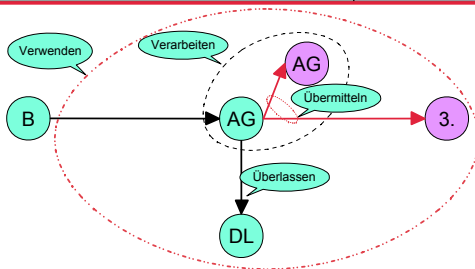 Verwenden
Verarbeiten
AG
Übermitteln
B
AG
3.
Überlassen
DL